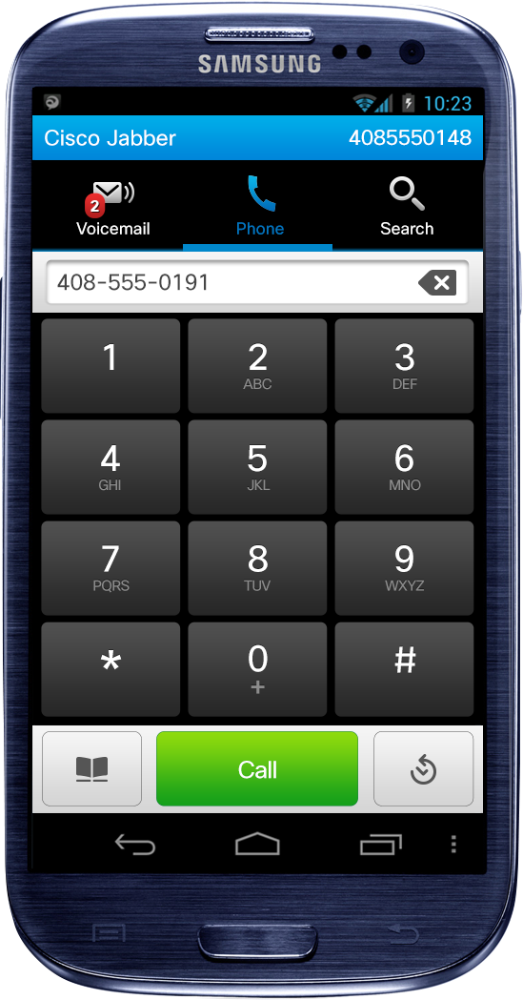 SAMSUNG
10:23
Cisco Jabber 4085550148
2
Voicemail Phone Search
408-555-0191
1 2 3
ABC DEF
4 5 6
GHI JKL MNO
7 8 9
PQRS TUV WXYZ
* 0 #
+
Call